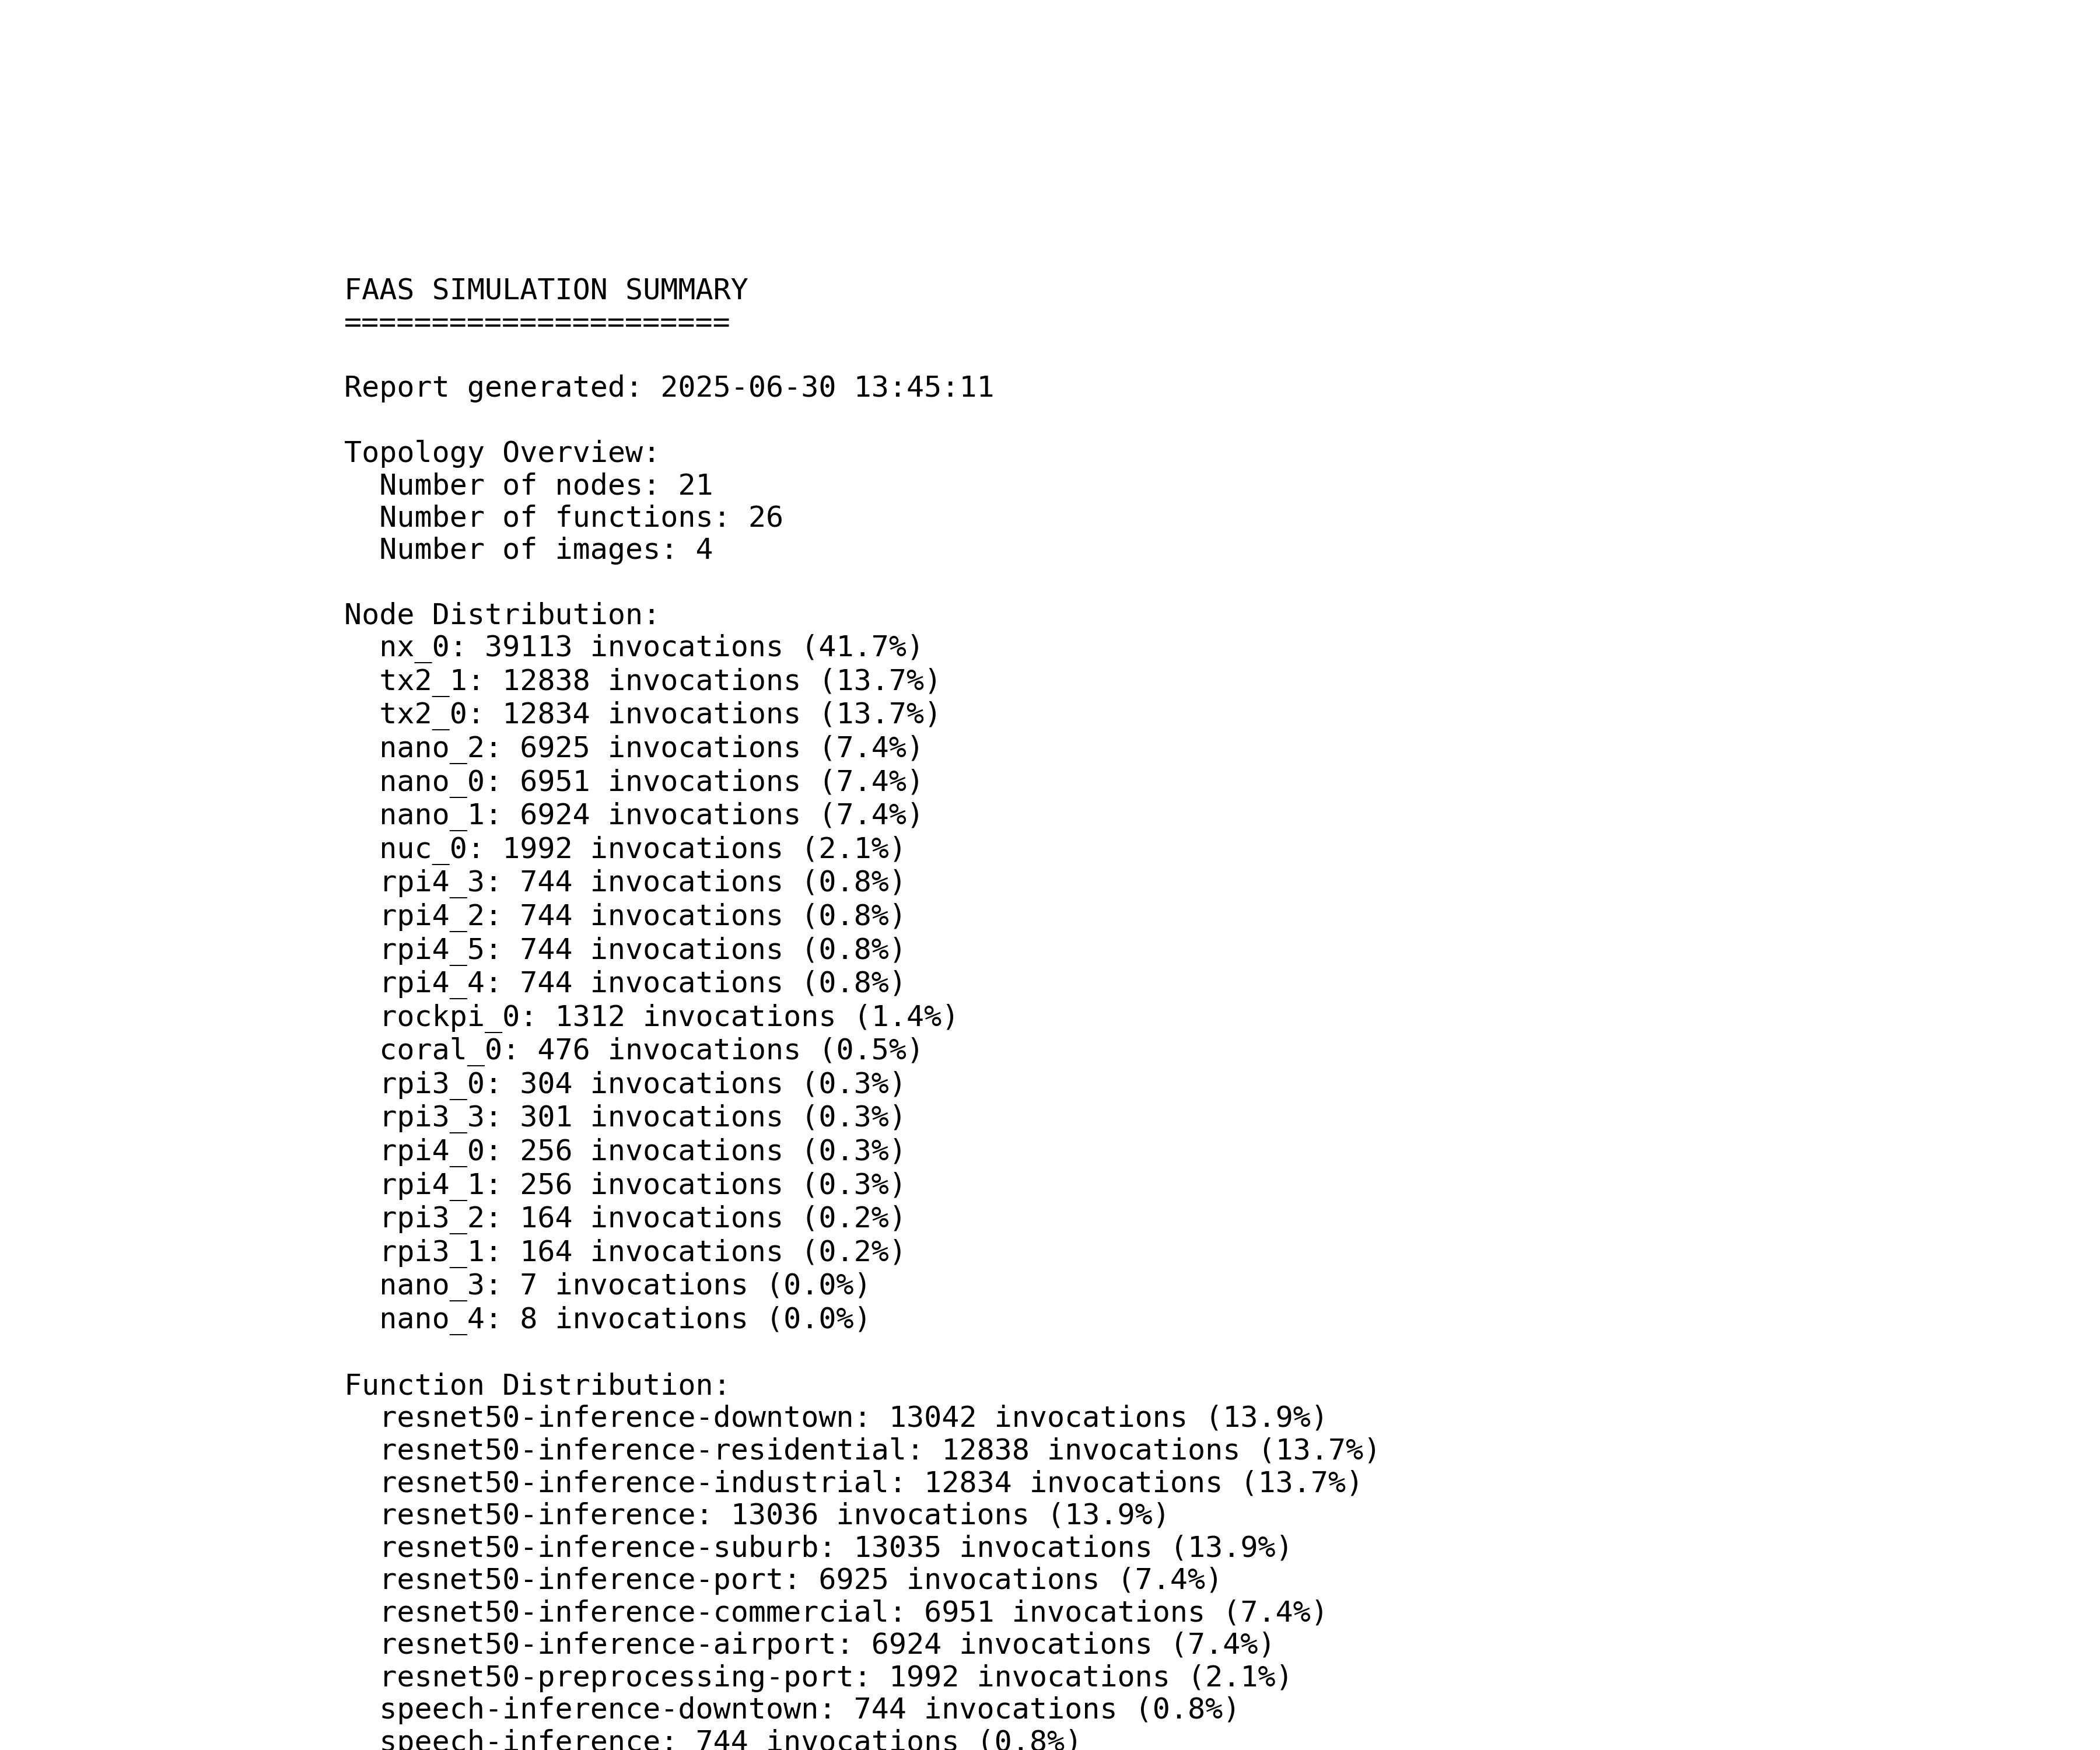 FAAS SIMULATION SUMMARY
======================
Report generated: 2025-06-30 13:45:11
Topology Overview:
  Number of nodes: 21
  Number of functions: 26
  Number of images: 4
Node Distribution:
  nx_0: 39113 invocations (41.7%)
  tx2_1: 12838 invocations (13.7%)
  tx2_0: 12834 invocations (13.7%)
  nano_2: 6925 invocations (7.4%)
  nano_0: 6951 invocations (7.4%)
  nano_1: 6924 invocations (7.4%)
  nuc_0: 1992 invocations (2.1%)
  rpi4_3: 744 invocations (0.8%)
  rpi4_2: 744 invocations (0.8%)
  rpi4_5: 744 invocations (0.8%)
  rpi4_4: 744 invocations (0.8%)
  rockpi_0: 1312 invocations (1.4%)
  coral_0: 476 invocations (0.5%)
  rpi3_0: 304 invocations (0.3%)
  rpi3_3: 301 invocations (0.3%)
  rpi4_0: 256 invocations (0.3%)
  rpi4_1: 256 invocations (0.3%)
  rpi3_2: 164 invocations (0.2%)
  rpi3_1: 164 invocations (0.2%)
  nano_3: 7 invocations (0.0%)
  nano_4: 8 invocations (0.0%)
Function Distribution:
  resnet50-inference-downtown: 13042 invocations (13.9%)
  resnet50-inference-residential: 12838 invocations (13.7%)
  resnet50-inference-industrial: 12834 invocations (13.7%)
  resnet50-inference: 13036 invocations (13.9%)
  resnet50-inference-suburb: 13035 invocations (13.9%)
  resnet50-inference-port: 6925 invocations (7.4%)
  resnet50-inference-commercial: 6951 invocations (7.4%)
  resnet50-inference-airport: 6924 invocations (7.4%)
  resnet50-preprocessing-port: 1992 invocations (2.1%)
  speech-inference-downtown: 744 invocations (0.8%)
  speech-inference: 744 invocations (0.8%)